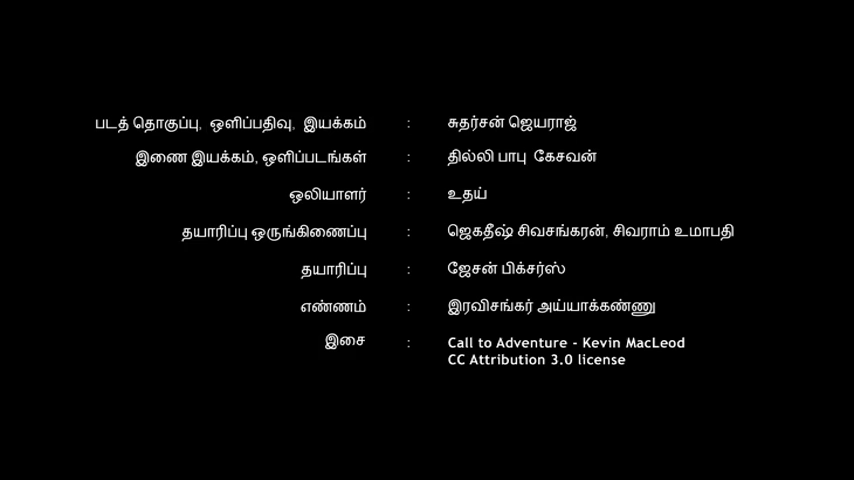 படத் தொகுப்பு, ஒளிப்பதிவு, இயக்கம் : சுதர்சன் ஜெயராஜ்
இணை இயக்கம், ஒளிப்படங்கள் : தில்லி பாபு கேசவன்
ஒலியாளர் : உதய்
தயாரிப்பு ஒருங்கிணைப்பு : ஜெகதீஷ் சிவசங்கரன், சிவராம் உமாபதி
தயாரிப்பு : ஜேசன் பிக்சர்ஸ்
எண்ணம் : இரவிசங்கர் அய்யாக்கண்ணு
இசை : Call to Adventure - Kevin MacLeod
CC Attribution 3.0 license